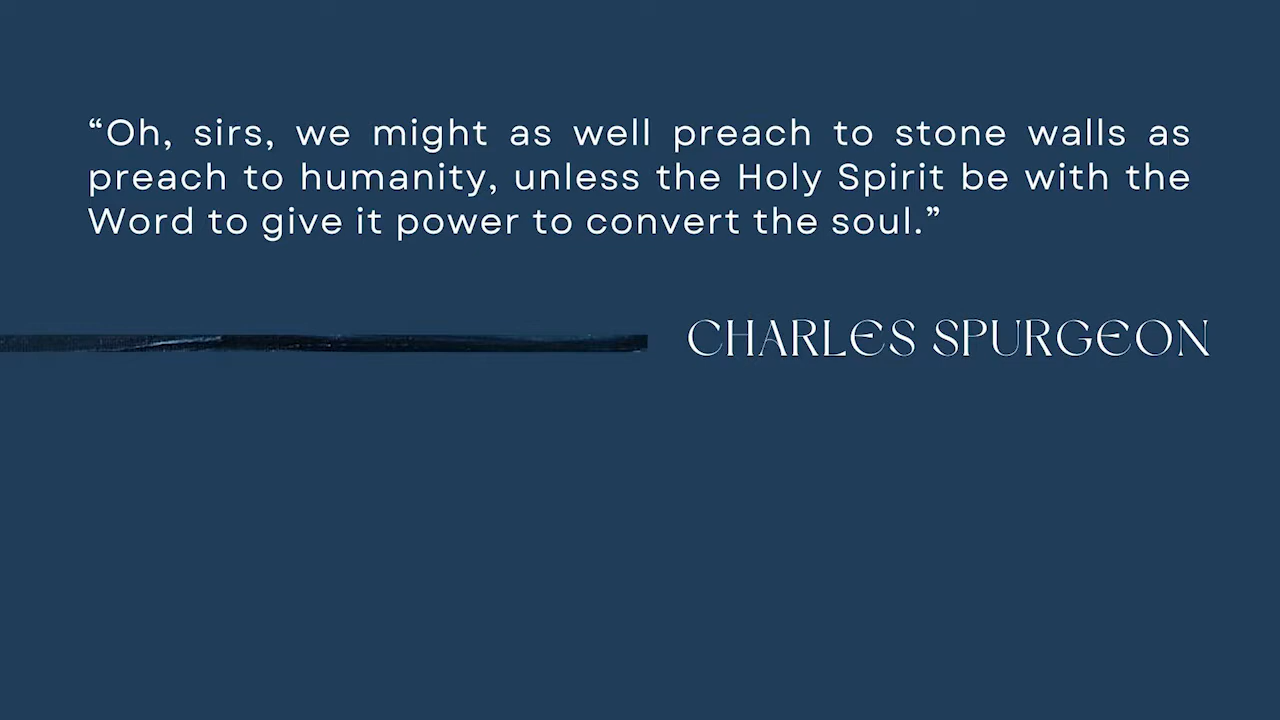 “Oh, sirs, we might as well preach to stone walls as
preach to humanity, unless the Holy Spirit be with the
Word to give it power to convert the soul.”
CHARLES SPURGEON